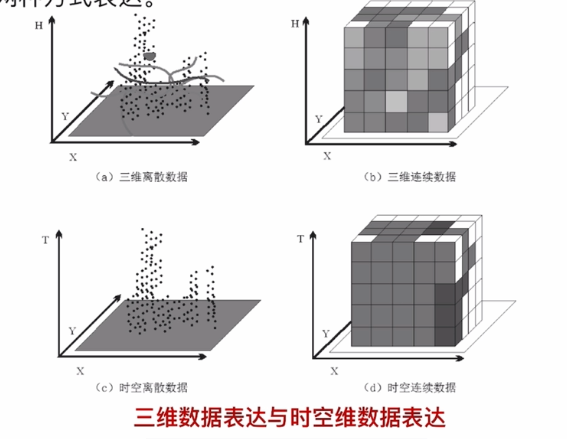 两种方式表达。
H
Y
X
H
Y
X
（a）三维离散数据
（b）三维连续数据
T
Y
X
T
Y
X
（c）时空离散数据
（d）时空连续数据
三维数据表达与时空维数据表达